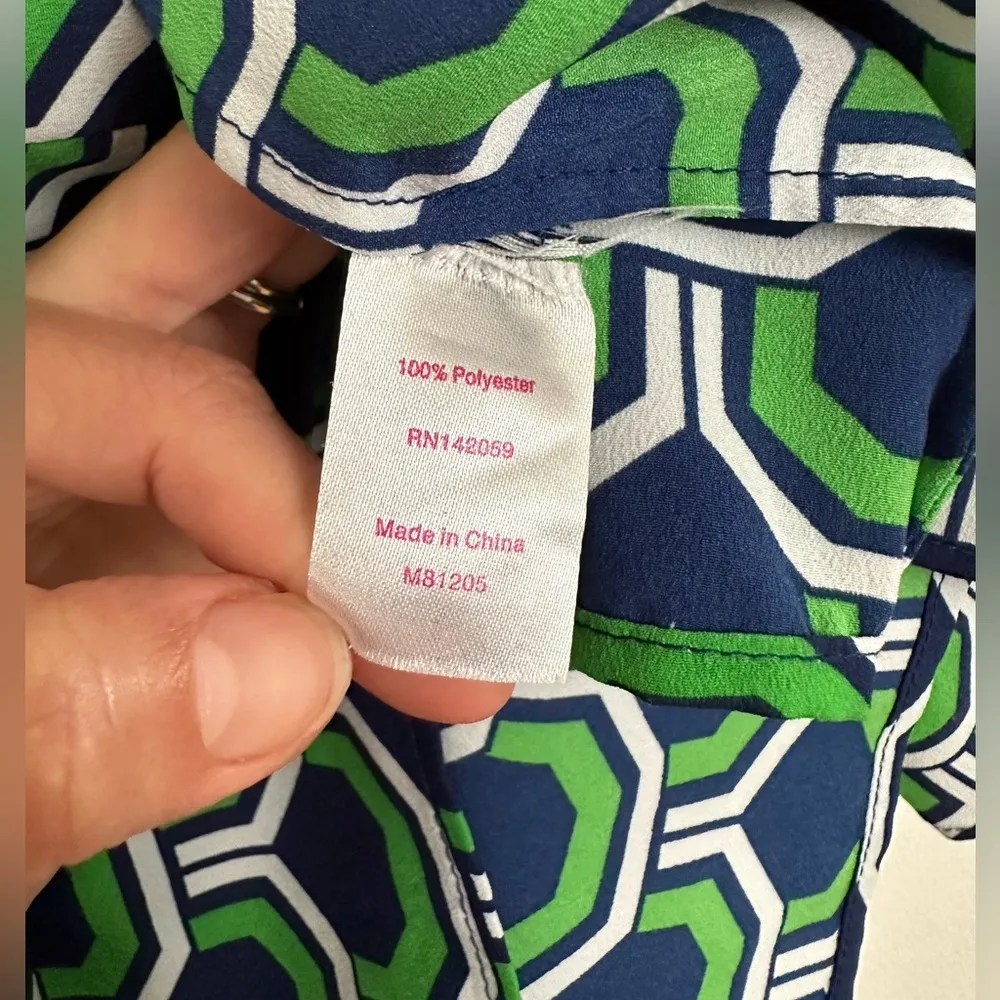 100% Polyester
RN142059
Made in China
M81205